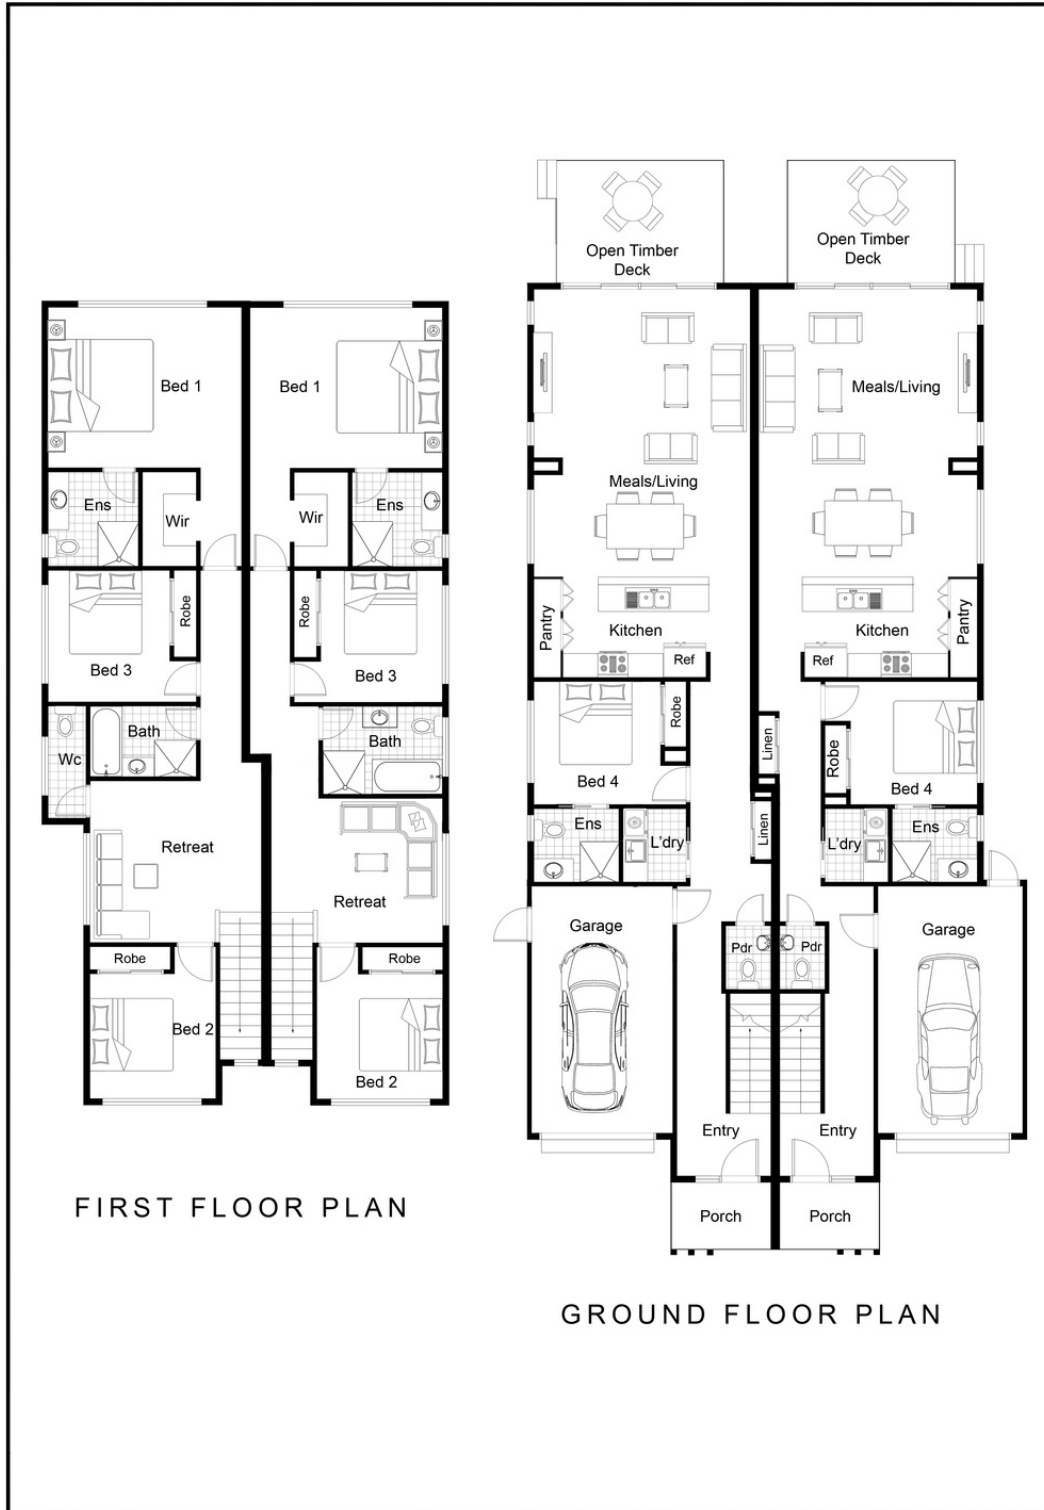 Bed 1
Bed 1
Ens
Wir
Wir
Ens
Robe
Robe
Bed 3
Bed 3
Wc
Bath
Bath
Retreat
Retreat
Robe
Robe
Bed 2
Bed 2
FIRST FLOOR PLAN
Open Timber
Deck
Open Timber
Deck
Meals/Living
Meals/Living
Pantry
Kitchen
Ref
Ref
Kitchen
Pantry
Robe
Bed 4
Linen
Robe
Bed 4
Ens
L'dry
Linen
L'dry
Ens
Garage
Pdr
Pdr
Garage
Entry
Entry
Porch
Porch
GROUND FLOOR PLAN